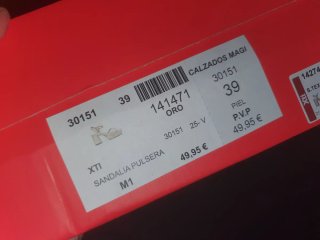 30151 39
141471
ORO
30151 25- V
XTI
SANDALIA PULSERA
M1 49,95 €
CALZADOS MAGI
30151
39
PIEL
P.V.P
49,95 €
14274